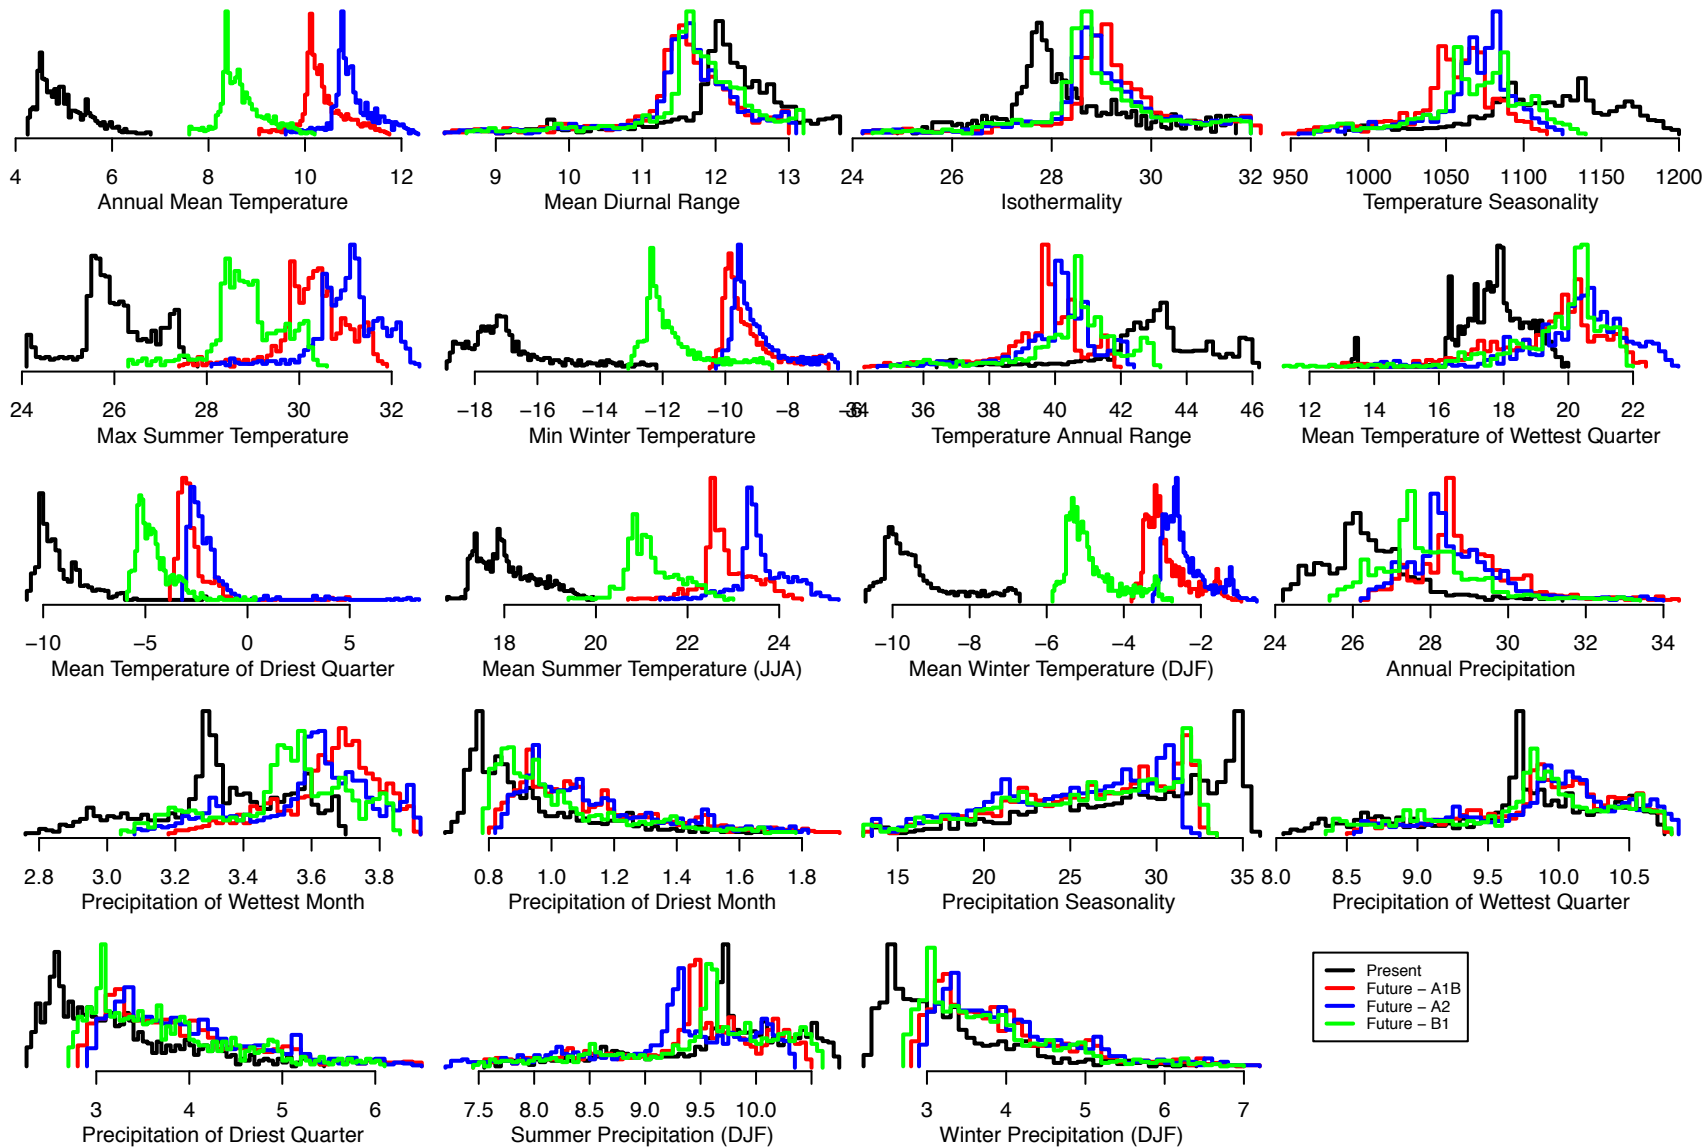 4 6 8 10 12
Annual Mean Temperature
9 10 11 12 13
Mean Diurnal Range
24 26 28 30 32
Isothermality
950 1000 1050 1100 1150 1200
Temperature Seasonality
24 26 28 30 32
Max Summer Temperature
−18 −16 −14 −12 −10 −8 −6
Min Winter Temperature
36 38 40 42 44 46
Temperature Annual Range
12 14 16 18 20 22
Mean Temperature of Wettest Quarter
−10 −5 0 5
Mean Temperature of Driest Quarter
18 20 22 24
Mean Summer Temperature (JJA)
−10 −8 −6 −4 −2
Mean Winter Temperature (DJF)
24 26 28 30 32 34
Annual Precipitation
2.8 3.0 3.2 3.4 3.6 3.8
Precipitation of Wettest Month
0.8 1.0 1.2 1.4 1.6 1.8
Precipitation of Driest Month
15 20 25 30 35
Precipitation Seasonality
8.0 8.5 9.0 9.5 10.0 10.5
Precipitation of Wettest Quarter
3 4 5 6
Precipitation of Driest Quarter
7.5 8.0 8.5 9.0 9.5 10.0
Summer Precipitation (DJF)
3 4 5 6 7
Winter Precipitation (DJF)
Present
Future − A1B
Future − A2
Future − B1